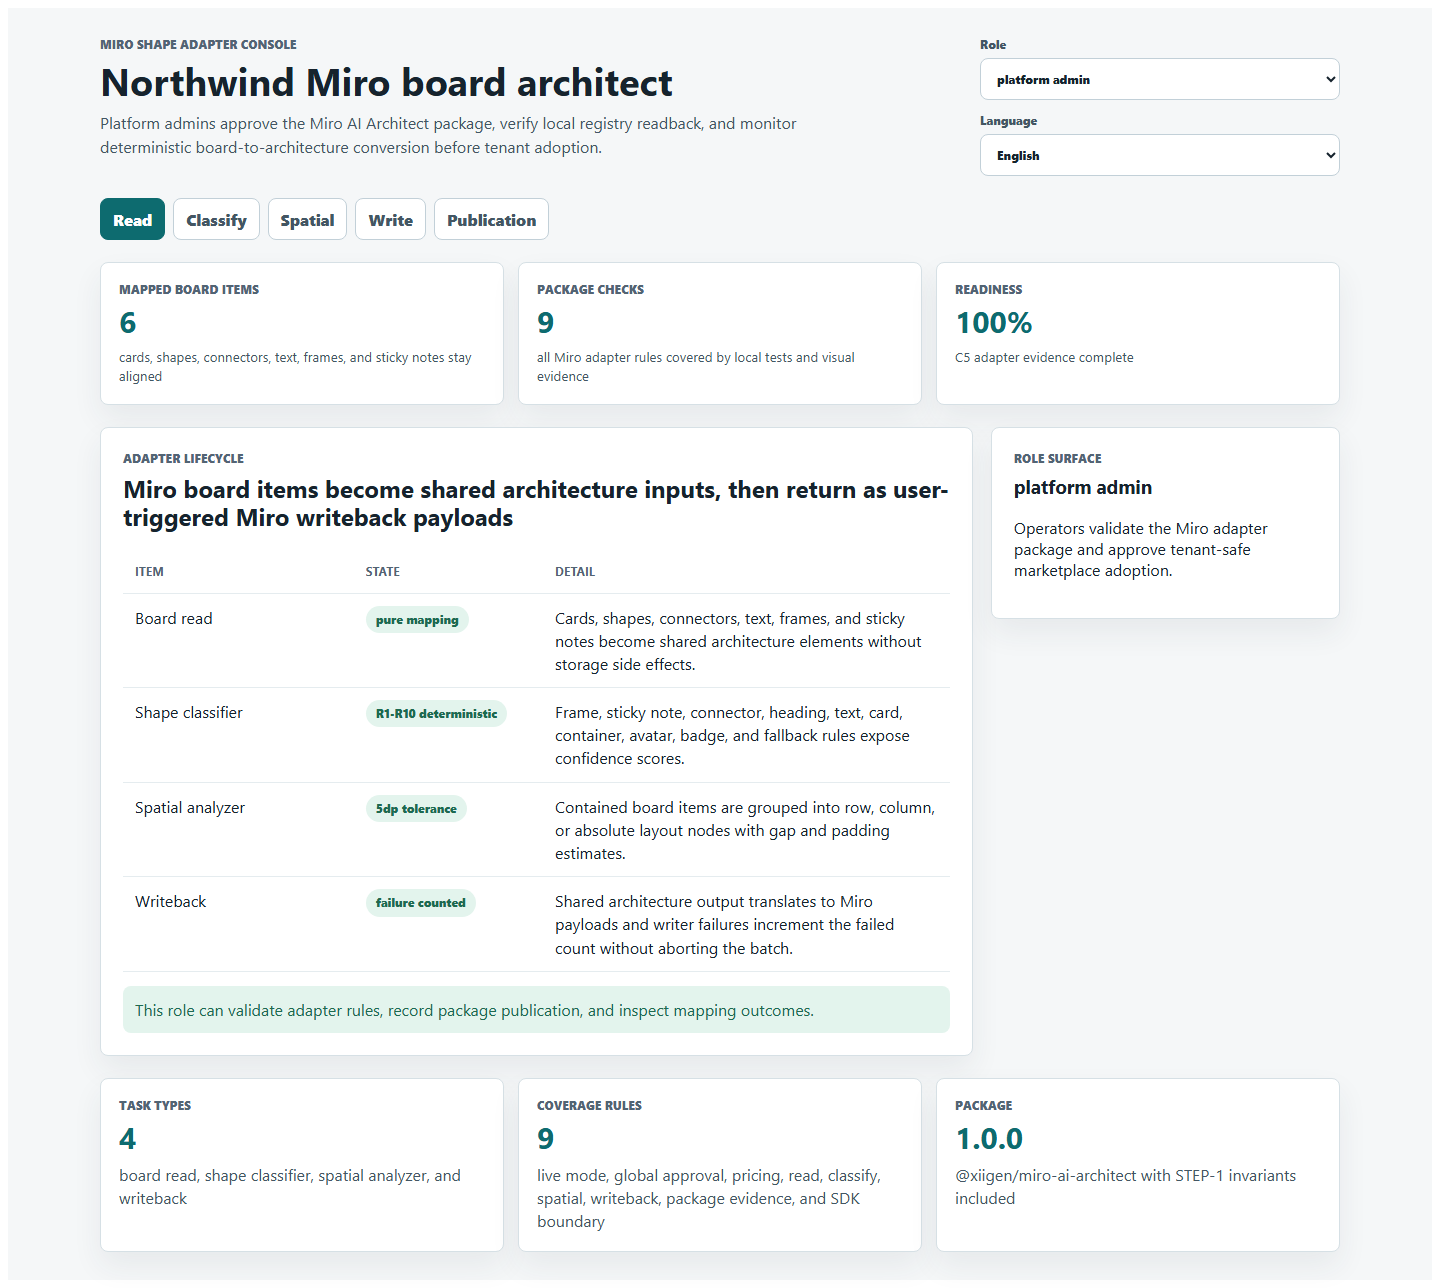 MIRO SHAPE ADAPTER CONSOLE
Northwind Miro board architect
Platform admins approve the Miro AI Architect package, verify local registry readback, and monitor
deterministic board-to-architecture conversion before tenant adoption.
Role
platform admin
Language
English
Read
Classify
Spatial
Write
Publication
MAPPED BOARD ITEMS
6
cards, shapes, connectors, text, frames, and sticky notes stay
aligned
PACKAGE CHECKS
9
all Miro adapter rules covered by local tests and visual
evidence
READINESS
100%
C5 adapter evidence complete
ADAPTER LIFECYCLE
Miro board items become shared architecture inputs, then return as user-
triggered Miro writeback payloads
ITEM STATE DETAIL
Board read
pure mapping
Cards, shapes, connectors, text, frames, and sticky
notes become shared architecture elements without
storage side effects.
Shape classifier
R1-R10 deterministic
Frame, sticky note, connector, heading, text, card,
container, avatar, badge, and fallback rules expose
confidence scores.
Spatial analyzer
5dp tolerance
Contained board items are grouped into row, column,
or absolute layout nodes with gap and padding
estimates.
Writeback
failure counted
Shared architecture output translates to Miro
payloads and writer failures increment the failed
count without aborting the batch.
This role can validate adapter rules, record package publication, and inspect mapping outcomes.
ROLE SURFACE
platform admin
Operators validate the Miro adapter
package and approve tenant-safe
marketplace adoption.
TASK TYPES
4
board read, shape classifier, spatial analyzer, and
writeback
COVERAGE RULES
9
live mode, global approval, pricing, read, classify,
spatial, writeback, package evidence, and SDK
boundary
PACKAGE
1.0.0
@xiigen/miro-ai-architect with STEP-1 invariants
included